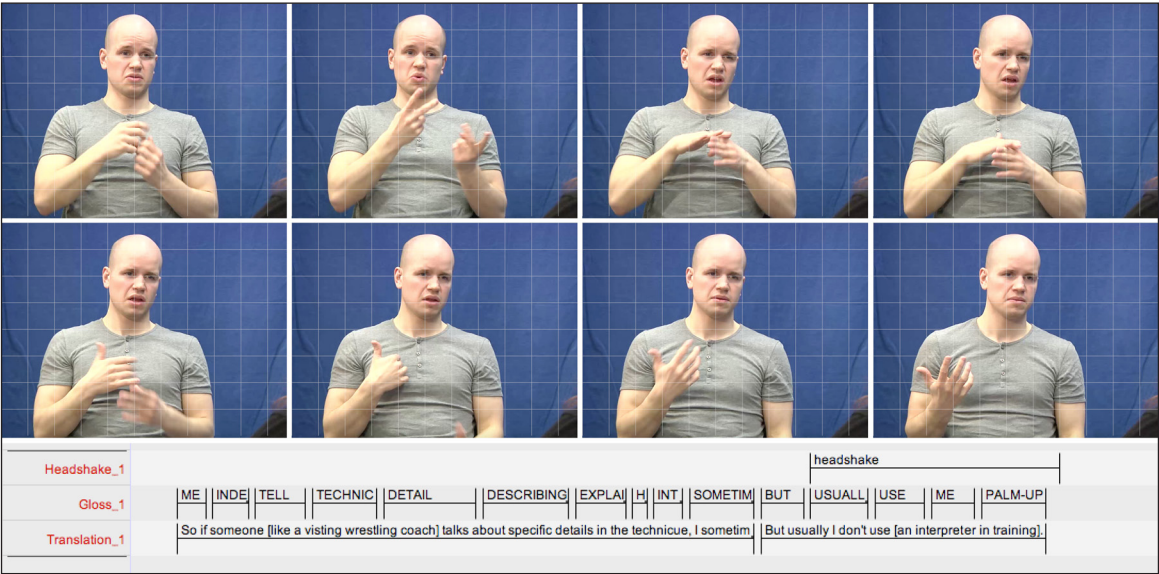 headshake
Headshake_1
ME INDE TELL TECHNIC DETAIL DESCRIBING EXPLAI H INT SOMETIM BUT USUALL USE ME PALM-UP
Gloss_1
So if someone [like a visting wrestling coach] talks about specific details in the technicue, I sometim But usually I don't use [an interpreter in training].
Translation_1